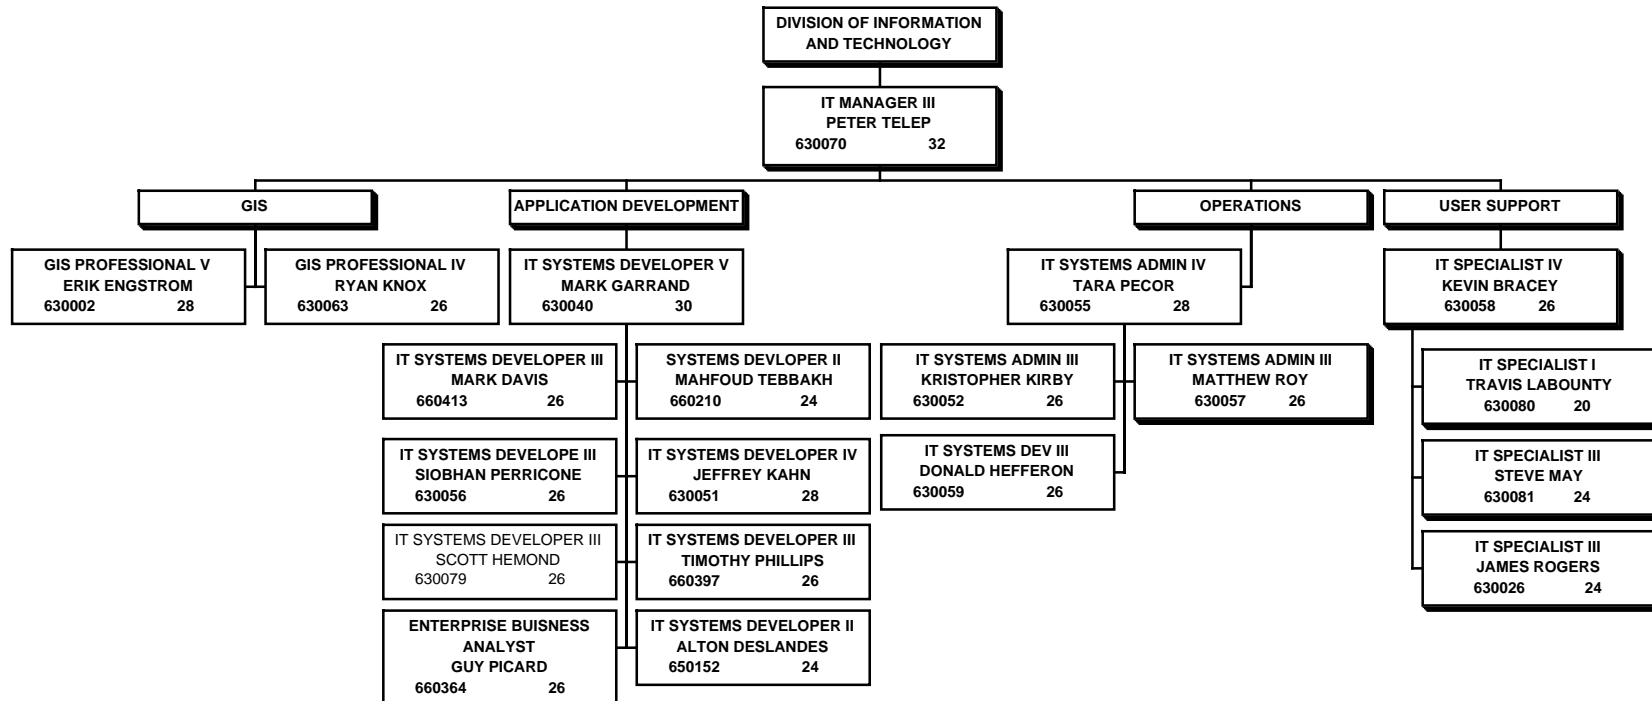 DIVISION OF INFORMATION
AND TECHNOLOGY
IT MANAGER III
PETER TELEP
630070 32
GIS
APPLICATION DEVELOPMENT
OPERATIONS
USER SUPPORT
GIS PROFESSIONAL V
ERIK ENGSTROM
630002 28
GIS PROFESSIONAL IV
RYAN KNOX
630063 26
IT SYSTEMS DEVELOPER V
MARK GARRAND
630040 30
IT SYSTEMS ADMIN IV
TARA PECOR
630055 28
IT SPECIALIST IV
KEVIN BRACEY
630058 26
IT SYSTEMS DEVELOPER III
MARK DAVIS
660413 26
SYSTEMS DEVLOPER II
MAHFOUD TEBBAKH
660210 24
IT SYSTEMS ADMIN III
KRISTOPHER KIRBY
630052 26
IT SYSTEMS ADMIN III
MATTHEW ROY
630057 26
IT SPECIALIST I
TRAVIS LABOUNTY
630080 20
IT SYSTEMS DEVELOPE III
SIOBHAN PERRICONE
630056 26
IT SYSTEMS DEVELOPER IV
JEFFREY KAHN
630051 28
IT SYSTEMS DEV III
DONALD HEFFERON
630059 26
IT SPECIALIST III
STEVE MAY
630081 24
IT SYSTEMS DEVELOPER III
SCOTT HEMOND
630079 26
IT SYSTEMS DEVELOPER III
TIMOTHY PHILLIPS
660397 26
IT SPECIALIST III
JAMES ROGERS
630026 24
ENTERPRISE BUISNESS
ANALYST
GUY PICARD
660364 26
IT SYSTEMS DEVELOPER II
ALTON DESLANDES
650152 24